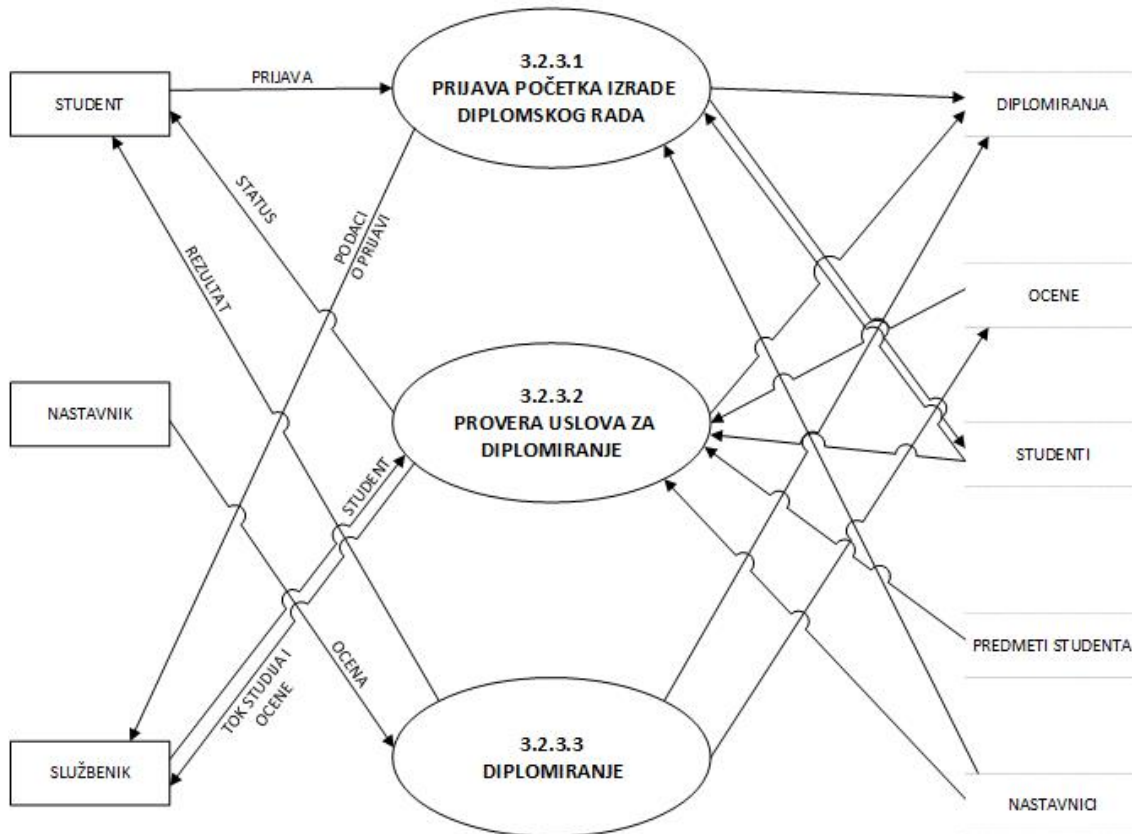 3.2.3.1
PRIJAVA POČETKA IZRADE
DIPLOMSKOG RADA
STUDENT
PRIJAVA
DIPLOMIRANJA
STATUS
PODACI
O PRIJAVI
REZULTAT
OCENE
NASTAVNIK
3.2.3.2
PROVERA USLOVA ZA
DIPLOMIRANJE
STUDENTI
STUDENT
PREDMETI STUDENTA
OCENA
TOK STUDIJA I
OCENE
SLUŽBENIK
3.2.3.3
DIPLOMIRANJE
NASTAVNICI